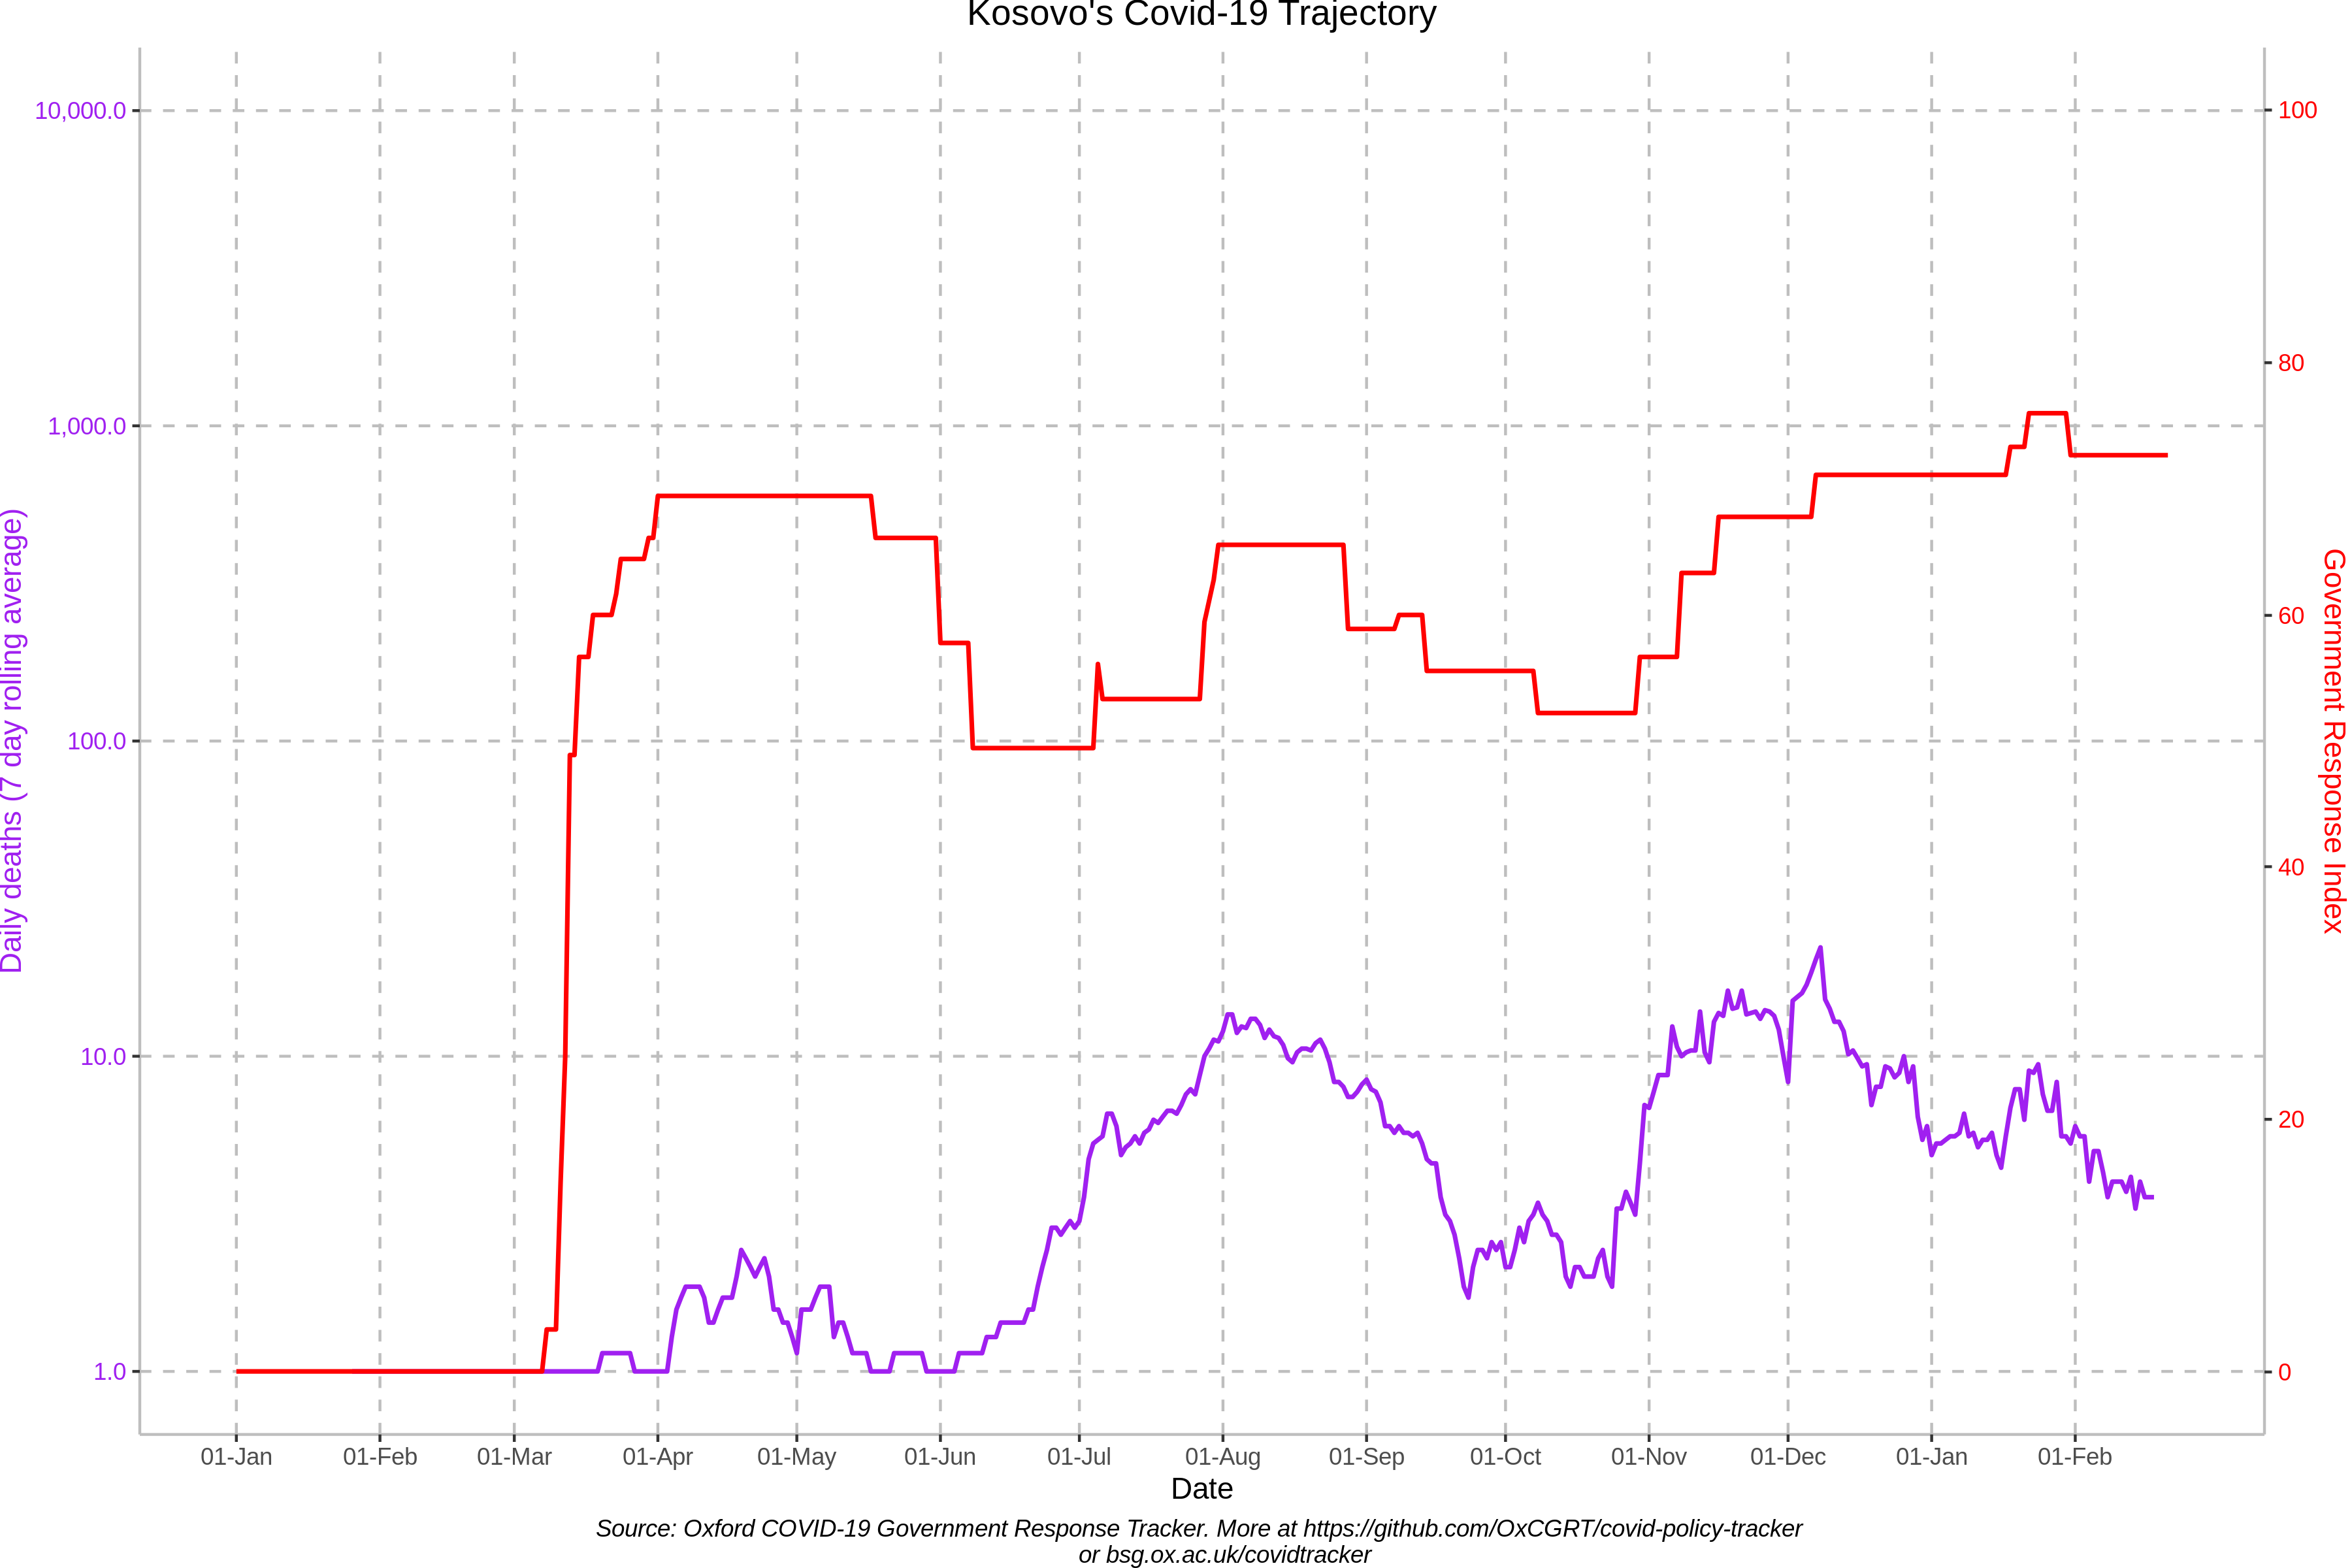 Kosovo's Covid-19 Trajectory
10,000.0
1,000.0
100.0
10.0
1.0
Daily deaths (7 day rolling average)
100
80
60
40
20
0
Government Response Index
01-Jan 01-Feb 01-Mar 01-Apr 01-May 01-Jun 01-Jul 01-Aug 01-Sep 01-Oct 01-Nov 01-Dec 01-Jan 01-Feb
Date
Source: Oxford COVID-19 Government Response Tracker. More at https://github.com/OxCGRT/covid-policy-tracker
or bsg.ox.ac.uk/covidtracker